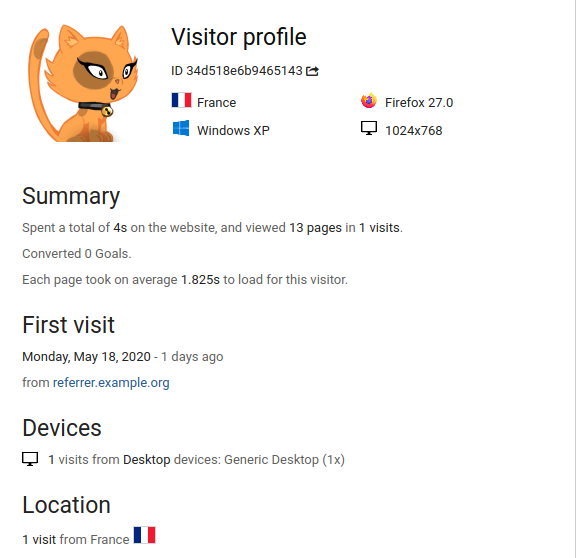 Visitor profile
ID 34d518e6b9465143
France
Firefox 27.0
Windows XP
1024x768
Summary
Spent a total of 4s on the website, and viewed 13 pages in 1 visits.
Converted 0 Goals.
Each page took on average 1.825s to load for this visitor.
First visit
Monday, May 18, 2020 - 1 days ago
from referrer.example.org
Devices
1 visits from Desktop devices: Generic Desktop (1x)
Location
1 visit from France